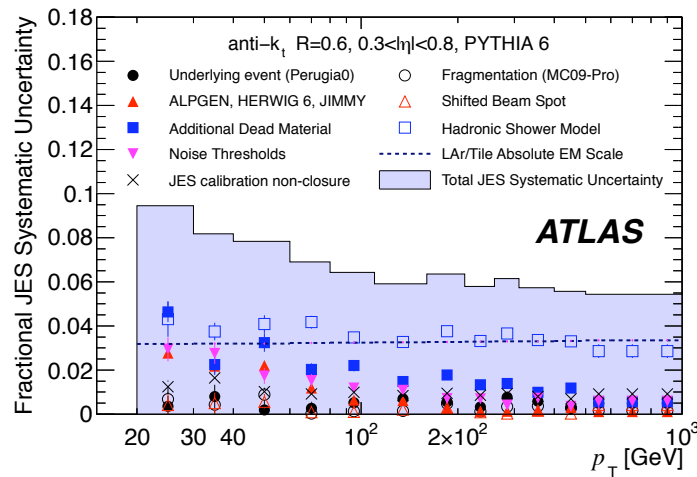 Fractional JES Systematic Uncertainty
0.18
0.16
0.14
0.12
0.1
0.08
0.06
0.04
0.02
0
anti-k_t R=0.6, 0.3<|η|<0.8, PYTHIA 6
Underlying event (Perugia0)
Fragmentation (MC09-Pro)
ALPGEN, HERWIG 6, JIMMY
Shifted Beam Spot
Additional Dead Material
Hadronic Shower Model
Noise Thresholds
LAr/Tile Absolute EM Scale
JES calibration non-closure
Total JES Systematic Uncertainty
ATLAS
20 30 40 10² 2×10² 10³
p_T [GeV]